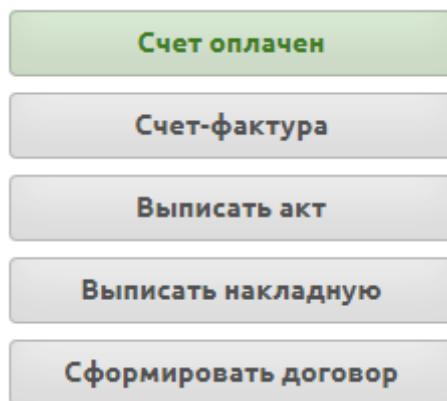 Счет оплачен
Счет-фактура
Выписать акт
Выписать накладную
Сформировать договор